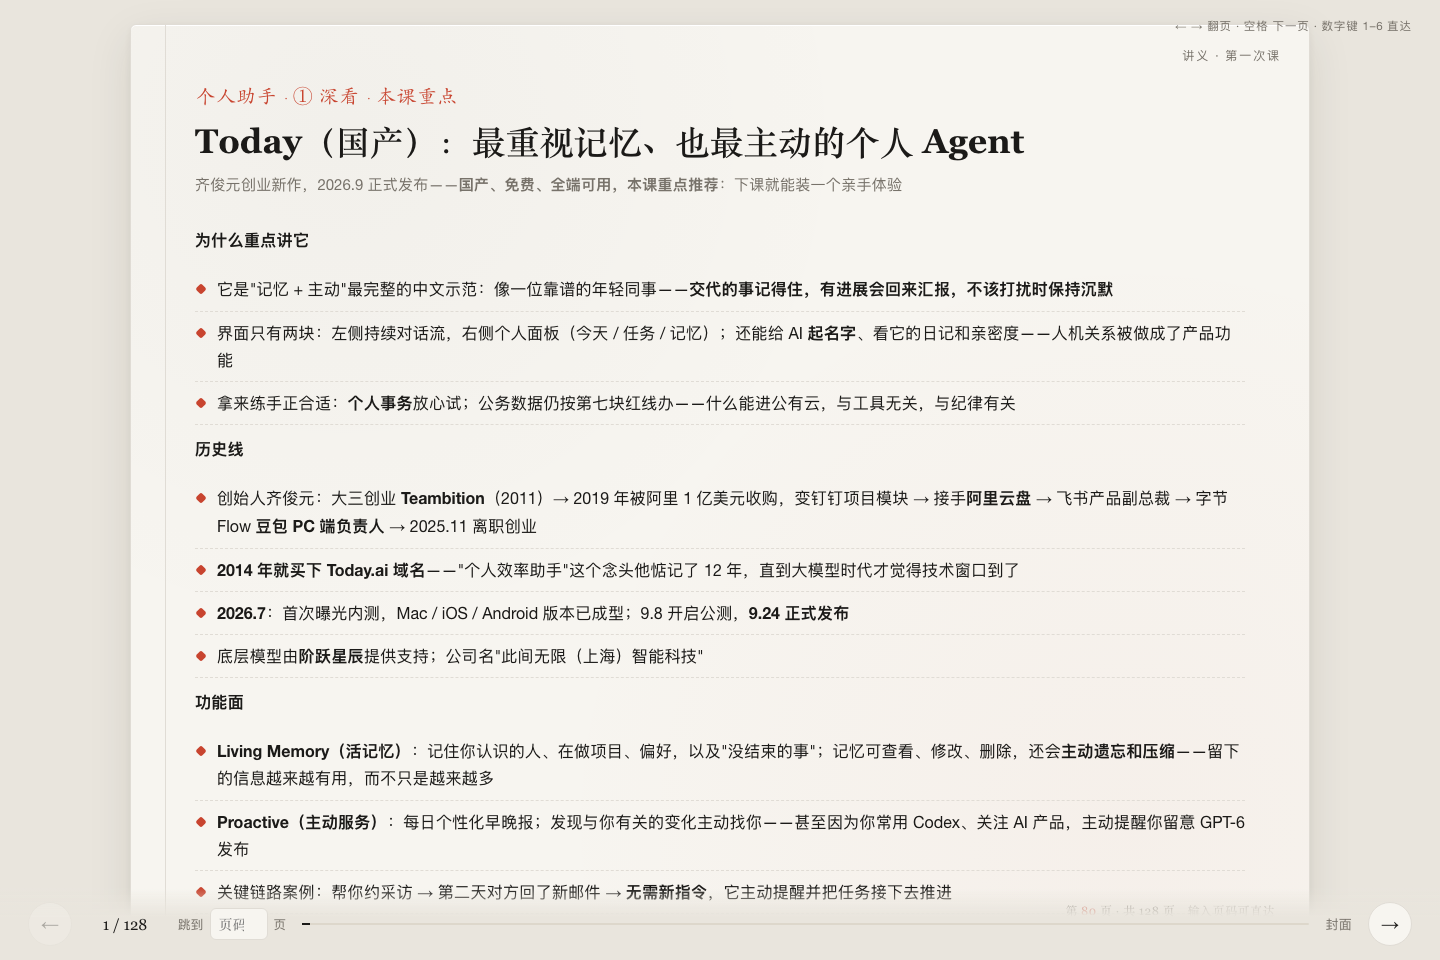 ← → 翻页 · 空格 下一页 · 数字键 1–6 直达
讲义 · 第一次课
个人助手 · ① 深看 · 本课重点
Today（国产）：最重视记忆、也最主动的个人 Agent
齐俊元创业新作，2026.9 正式发布——国产、免费、全端可用，本课重点推荐：下课就能装一个亲手体验
为什么重点讲它
它是"记忆 + 主动"最完整的中文示范：像一位靠谱的年轻同事——交代的事记得住，有进展会回来汇报，不该打扰时保持沉默
界面只有两块：左侧持续对话流，右侧个人面板（今天 / 任务 / 记忆）；还能给 AI 起名字、看它的日记和亲密度——人机关系被做成了产品功
能
拿来练手正合适：个人事务放心试；公务数据仍按第七块红线办——什么能进公有云，与工具无关，与纪律有关
历史线
创始人齐俊元：大三创业 Teambition（2011）→ 2019 年被阿里 1 亿美元收购，变钉钉项目模块 → 接手阿里云盘 → 飞书产品副总裁 → 字节
Flow 豆包 PC 端负责人 → 2025.11 离职创业
2014 年就买下 Today.ai 域名——"个人效率助手"这个念头他惦记了 12 年，直到大模型时代才觉得技术窗口到了
2026.7：首次曝光内测，Mac / iOS / Android 版本已成型；9.8 开启公测，9.24 正式发布
底层模型由阶跃星辰提供支持；公司名"此间无限（上海）智能科技"
功能面
Living Memory（活记忆）：记住你认识的人、在做项目、偏好，以及"没结束的事"；记忆可查看、修改、删除，还会主动遗忘和压缩——留下
的信息越来越有用，而不只是越来越多
Proactive（主动服务）：每日个性化早晚报；发现与你有关的变化主动找你——甚至因为你常用 Codex、关注 AI 产品，主动提醒你留意 GPT-6
发布
关键链路案例：帮你约采访 → 第二天对方回了新邮件 → 无需新指令，它主动提醒并把任务接下去推进
第 80 页 · 共 128 页 · 输入页码可直达
← 1 / 128 跳到 页码 页 封面 →